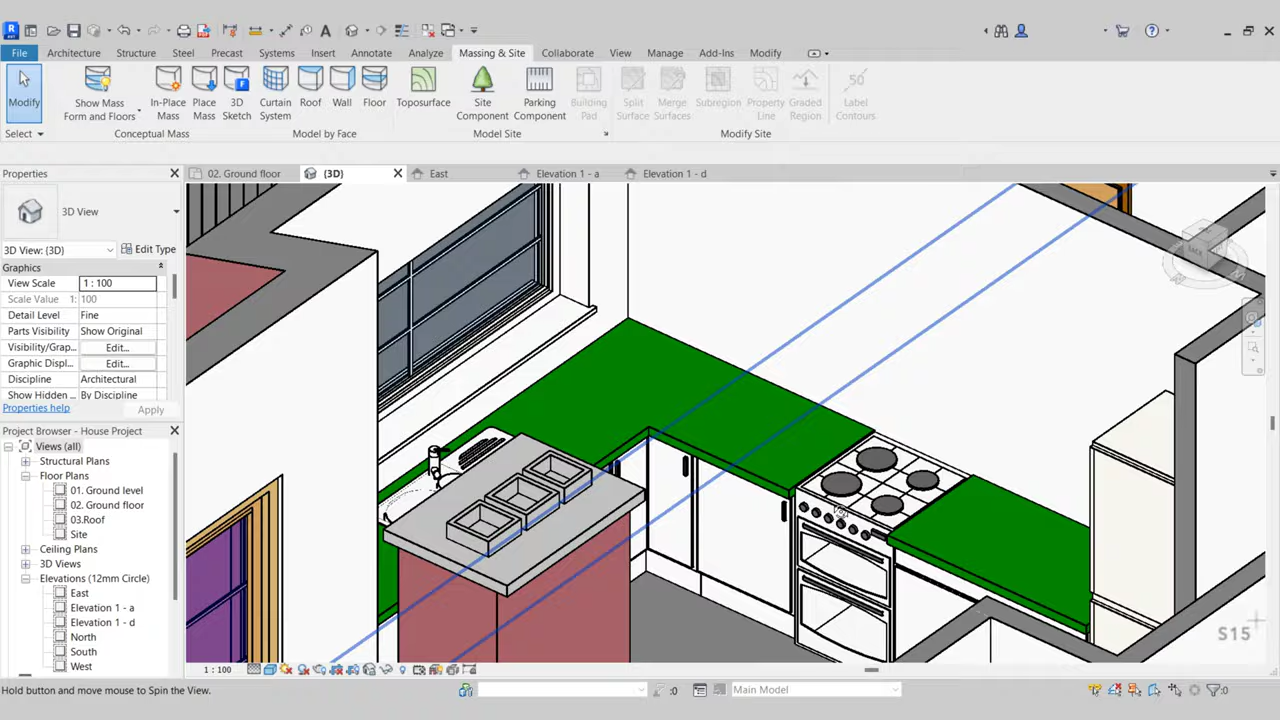 File Architecture Structure Steel Precast Systems Insert Annotate Analyze Massing & Site Collaborate View Manage Add-Ins Modify
Modify
Show Mass
Form and Floors
In-Place
Mass
Place
Mass
3D
Sketch
Curtain
System
Roof
Wall
Floor
Toposurface
Site
Component
Parking
Component
Building
Pad
Split
Surface
Merge
Surfaces
Subregion
Property
Line
Graded
Region
50
Label
Contours
Select
Conceptual Mass
Model by Face
Model Site
Modify Site
Properties
02. Ground floor
{3D}
East
Elevation 1 - a
Elevation 1 - d
3D View
3D View: {3D}
Edit Type
Graphics
View Scale 1 : 100
Scale Value 1: 100
Detail Level Fine
Parts Visibility Show Original
Visibility/Grap... Edit...
Graphic Displ... Edit...
Discipline Architectural
Show Hidden ... By Discipline
Properties help
Apply
Project Browser - House Project
Views (all)
Structural Plans
Floor Plans
01. Ground level
02. Ground floor
03.Roof
Site
Ceiling Plans
3D Views
Elevations (12mm Circle)
East
Elevation 1 - a
Elevation 1 - d
North
South
West
BACK
S15
1 : 100
Hold button and move mouse to Spin the View.
:0
Main Model
:0